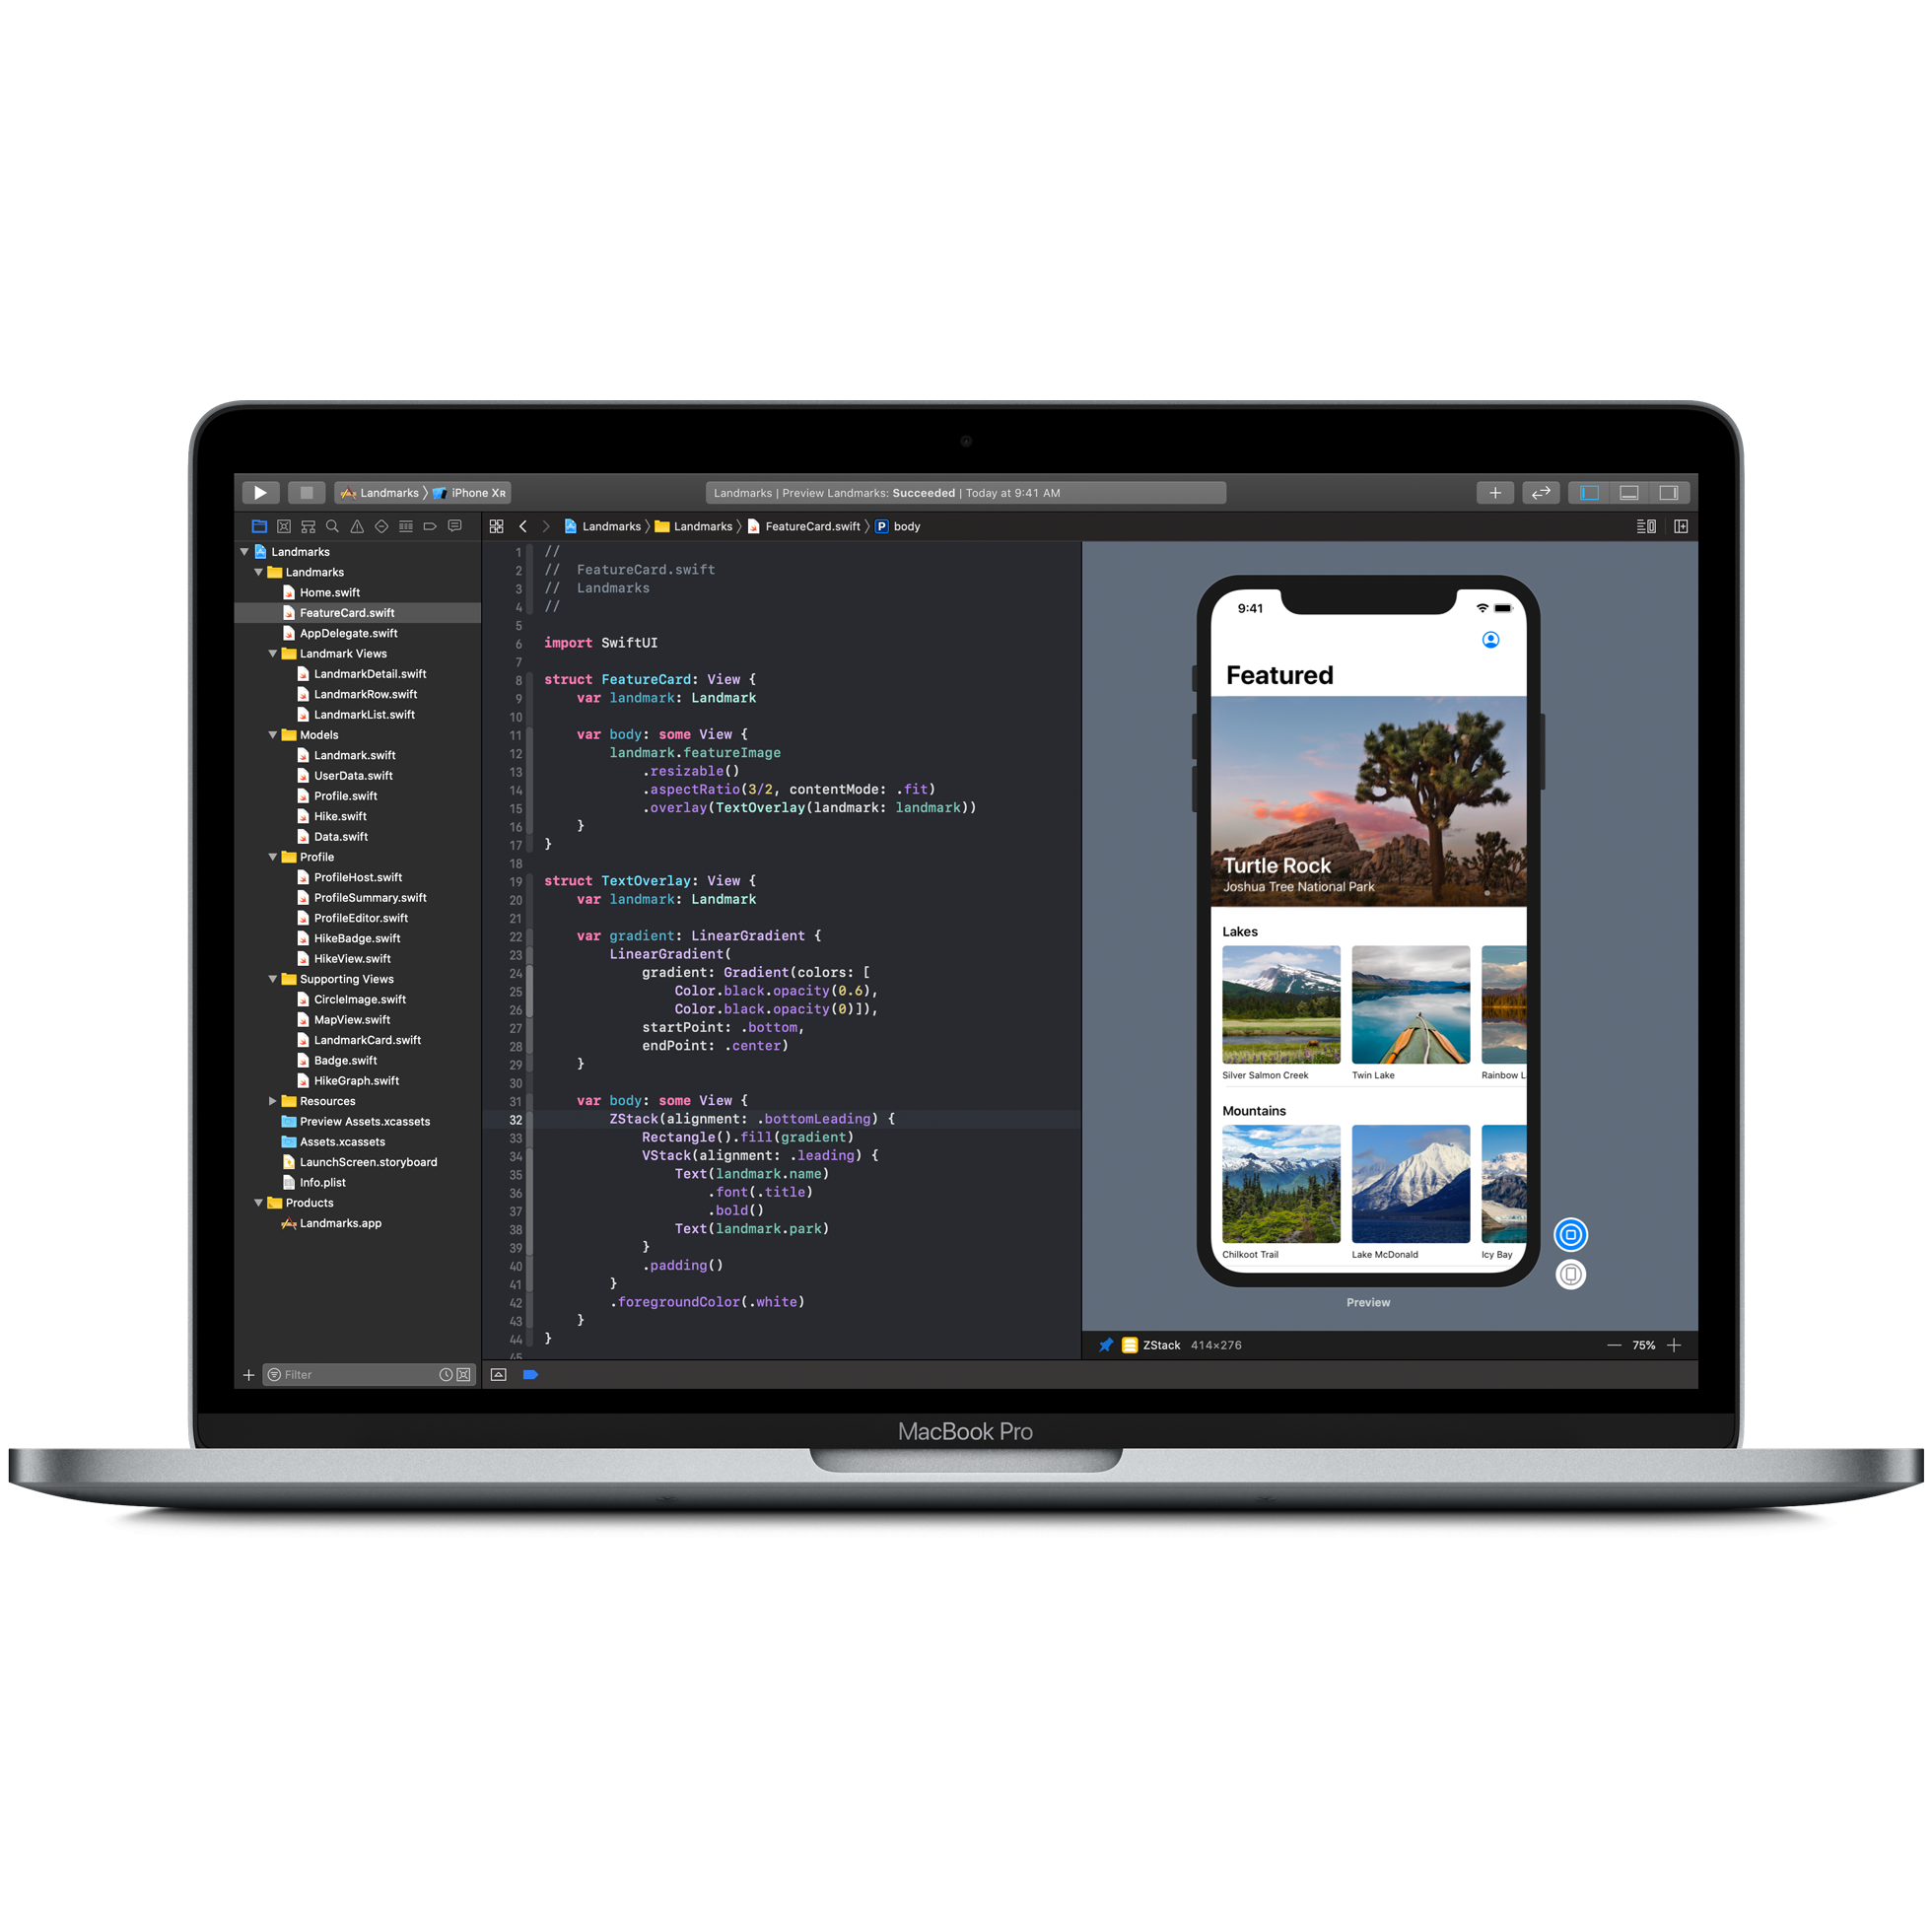 Landmarks 〉 iPhone XR
Landmarks | Preview Landmarks: Succeeded | Today at 9:41 AM
Landmarks
Landmarks
Home.swift
FeatureCard.swift
AppDelegate.swift
Landmark Views
LandmarkDetail.swift
LandmarkRow.swift
LandmarkList.swift
Models
Landmark.swift
UserData.swift
Profile.swift
Hike.swift
Data.swift
Profile
ProfileHost.swift
ProfileSummary.swift
ProfileEditor.swift
HikeBadge.swift
HikeView.swift
Supporting Views
CircleImage.swift
MapView.swift
LandmarkCard.swift
Badge.swift
HikeGraph.swift
Resources
Preview Assets.xcassets
Assets.xcassets
LaunchScreen.storyboard
Info.plist
Products
Landmarks.app
Filter
Landmarks 〉 Landmarks 〉 FeatureCard.swift 〉 P body
1 //
2 //  FeatureCard.swift
3 //  Landmarks
4 //
5
6 import SwiftUI
7
8 struct FeatureCard: View {
9     var landmark: Landmark
10
11     var body: some View {
12         landmark.featureImage
13             .resizable()
14             .aspectRatio(3/2, contentMode: .fit)
15             .overlay(TextOverlay(landmark: landmark))
16     }
17 }
18
19 struct TextOverlay: View {
20     var landmark: Landmark
21
22     var gradient: LinearGradient {
23         LinearGradient(
24             gradient: Gradient(colors: [
25                 Color.black.opacity(0.6),
26                 Color.black.opacity(0)]),
27             startPoint: .bottom,
28             endPoint: .center)
29     }
30
31     var body: some View {
32         ZStack(alignment: .bottomLeading) {
33             Rectangle().fill(gradient)
34             VStack(alignment: .leading) {
35                 Text(landmark.name)
36                     .font(.title)
37                     .bold()
38                 Text(landmark.park)
39             }
40             .padding()
41         }
42         .foregroundColor(.white)
43     }
44 }
45
9:41
Featured
Turtle Rock
Joshua Tree National Park
Lakes
Silver Salmon Creek
Twin Lake
Rainbow L
Mountains
Chilkoot Trail
Lake McDonald
Icy Bay
Preview
ZStack 414×276
75%
MacBook Pro